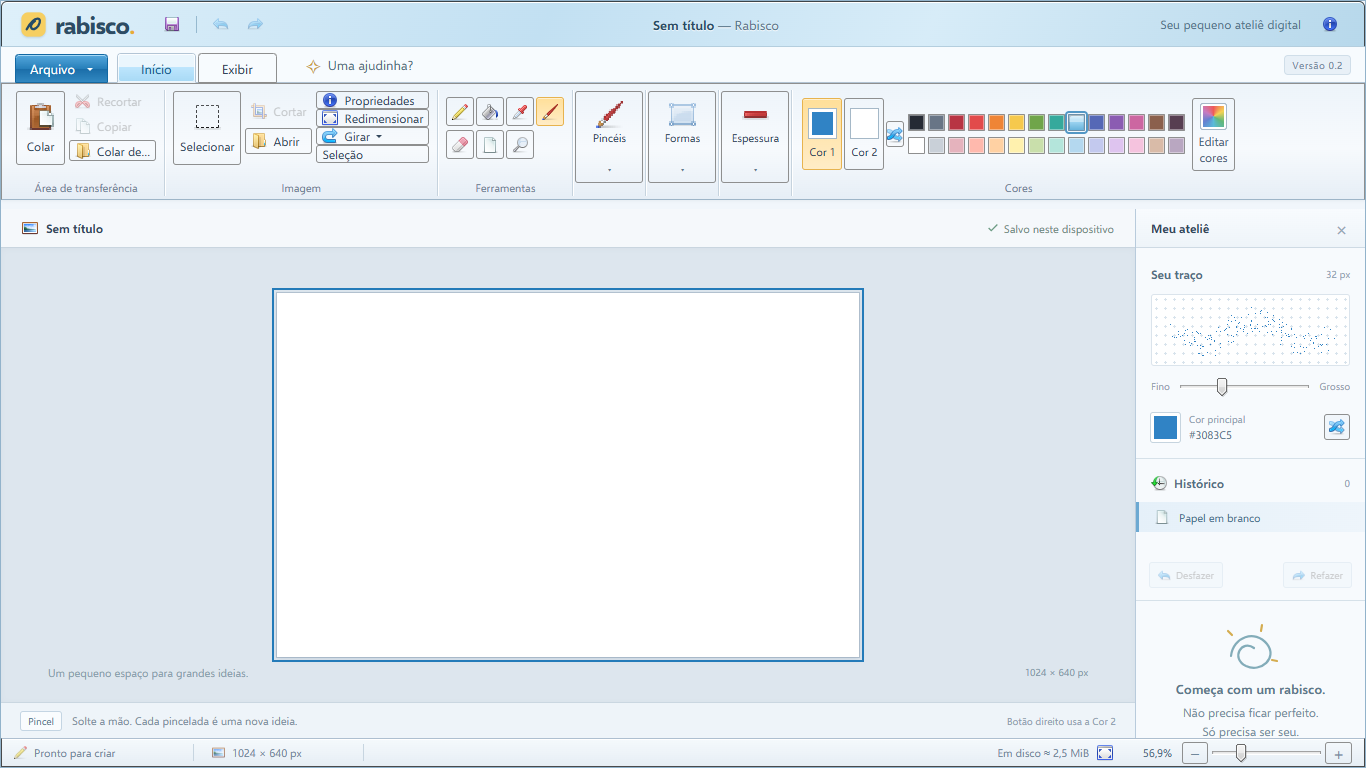 rabisco.
Sem título — Rabisco
Seu pequeno ateliê digital
Arquivo
Início
Exibir
Uma ajudinha?
Versão 0.2
Colar
Recortar
Copiar
Colar de...
Área de transferência
Selecionar
Cortar
Abrir
Propriedades
Redimensionar
Girar
Seleção
Imagem
Ferramentas
Pincéis
Formas
Espessura
Cor 1
Cor 2
Editar
cores
Cores
Sem título
Salvo neste dispositivo
Meu ateliê
Seu traço
32 px
Fino
Grosso
Cor principal
#3083C5
Histórico
0
Papel em branco
Desfazer
Refazer
Começa com um rabisco.
Não precisa ficar perfeito.
Só precisa ser seu.
Um pequeno espaço para grandes ideias.
1024 × 640 px
Pincel
Solte a mão. Cada pincelada é uma nova ideia.
Botão direito usa a Cor 2
Pronto para criar
1024 × 640 px
Em disco ≈ 2,5 MiB
56,9%